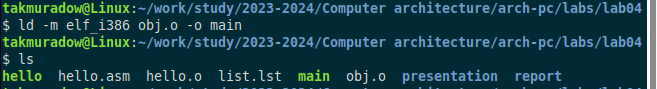 takmuradow@Linux:~/work/study/2023-2024/Computer architecture/arch-pc/labs/lab04
$ ld -m elf_i386 obj.o -o main
takmuradow@Linux:~/work/study/2023-2024/Computer architecture/arch-pc/labs/lab04
$ ls
hello hello.asm hello.o list.lst main obj.o presentation report